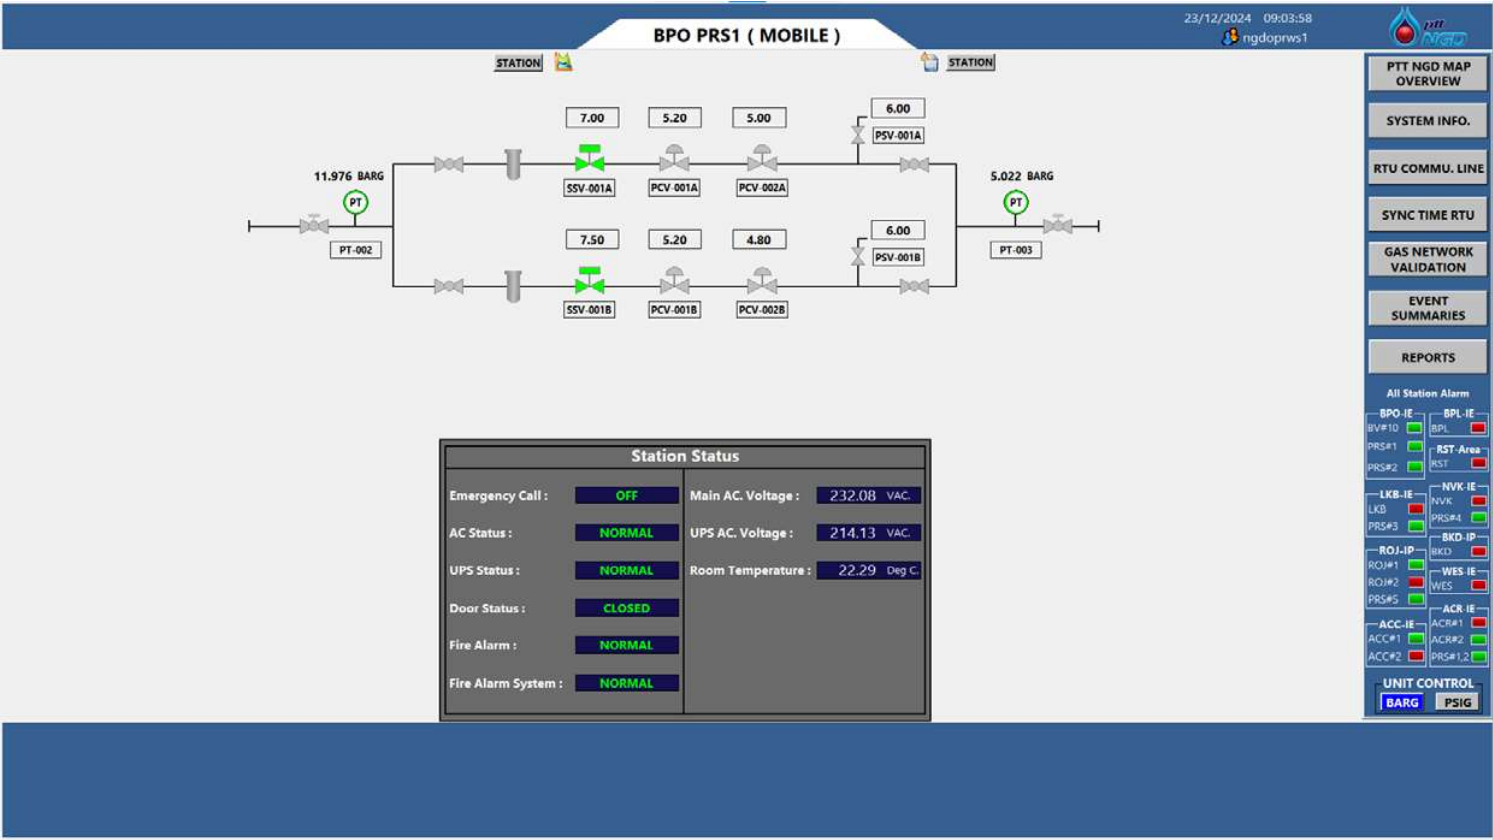 BPO PRS1 ( MOBILE )
23/12/2024 09:03:58
ngdoprws1
ptt
NGD
STATION
STATION
PTT NGD MAP
OVERVIEW
SYSTEM INFO.
RTU COMMU. LINE
SYNC TIME RTU
GAS NETWORK
VALIDATION
EVENT
SUMMARIES
REPORTS
7.00
5.20
5.00
6.00
PSV-001A
11.976 BARG
PT
PT-002
SSV-001A
PCV-001A
PCV-002A
5.022 BARG
PT
PT-003
7.50
5.20
4.80
6.00
PSV-001B
SSV-001B
PCV-001B
PCV-002B
Station Status
Emergency Call : OFF
Main AC. Voltage : 232.08 VAC.
AC Status : NORMAL
UPS AC. Voltage : 214.13 VAC.
UPS Status : NORMAL
Room Temperature : 22.29 Deg C.
Door Status : CLOSED
Fire Alarm : NORMAL
Fire Alarm System : NORMAL
All Station Alarm
BPO-IE
BV#10
PRS#1
PRS#2
BPL-IE
BPL
RST-Area
RST
LKB-IE
LKB
PRS#3
NVK-IE
NVK
PRS#4
BKD-IP
BKD
ROJ-IP
ROJ#1
ROJ#2
PRS#5
WES-IE
WES
ACC-IE
ACC#1
ACC#2
ACR-IE
ACR#1
ACR#2
PRS#1,2
UNIT CONTROL
BARG PSIG